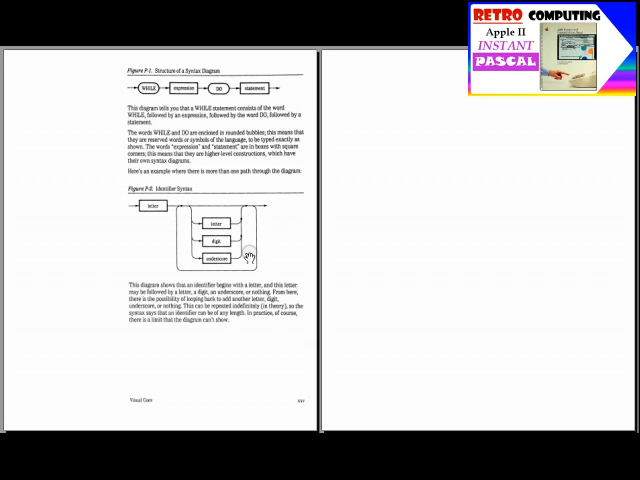 RETRO COMPUTING
Apple II
INSTANT
PASCAL
Figure P-1. Structure of a Syntax Diagram
WHILE expression DO statement
This diagram tells you that a WHILE statement consists of the word
WHILE, followed by an expression, followed by the word DO, followed by a
statement.
The words WHILE and DO are enclosed in rounded bubbles; this means that
they are reserved words or symbols of the language, to be typed exactly as
shown. The words "expression" and "statement" are in boxes with square
corners; this means that they are higher-level constructions, which have
their own syntax diagrams.
Here's an example where there is more than one path through the diagram:
Figure P-2. Identifier Syntax
letter
letter
digit
underscore
This diagram shows that an identifier begins with a letter, and this letter
may be followed by a letter, a digit, an underscore, or nothing. From here,
there is the possibility of looping back to add another letter, digit,
underscore, or nothing. This can be repeated indefinitely (in theory), so the
syntax says that an identifier can be of any length. In practice, of course,
there is a limit that the diagram can't show.
Visual Cues